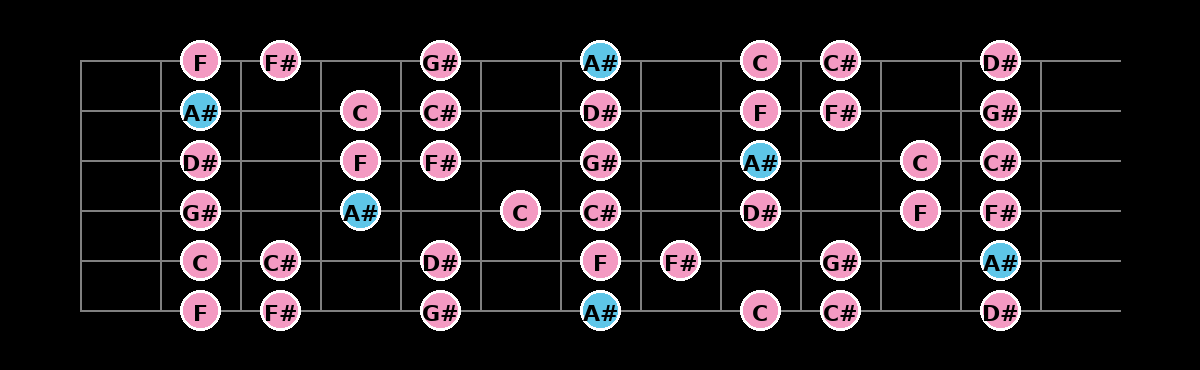 F F# G# A# C C# D#
A# C C# D# F F# G#
D# F F# G# A# C C#
G# A# C C# D# F F#
C C# D# F F# G# A#
F F# G# A# C C# D#